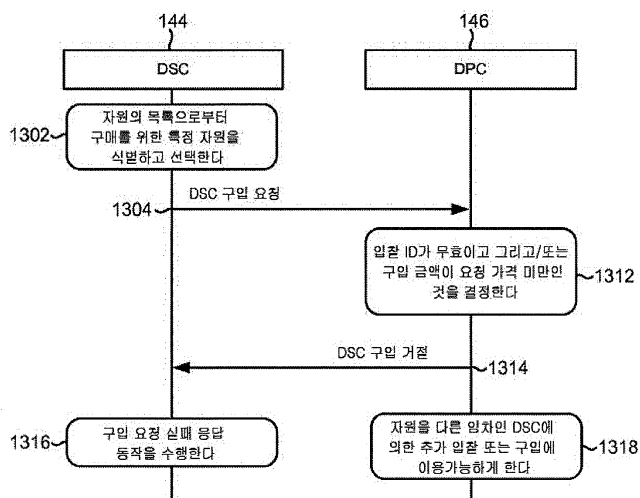 144
146
DSC
DPC
1302
자원의 목록으로부터
구매를 위한 특정 자원을
식별하고 선택한다
DSC 구입 요청
1304
입찰 ID가 무효이고 그리고/또는
구입 금액이 요청 가격 미만인
것을 결정한다
1312
DSC 구입 거절
1314
1316
구입 요청 실패 응답
동작을 수행한다
자원을 다른 임차인 DSC에
의한 추가 입찰 또는 구입에
이용가능하게 한다
1318